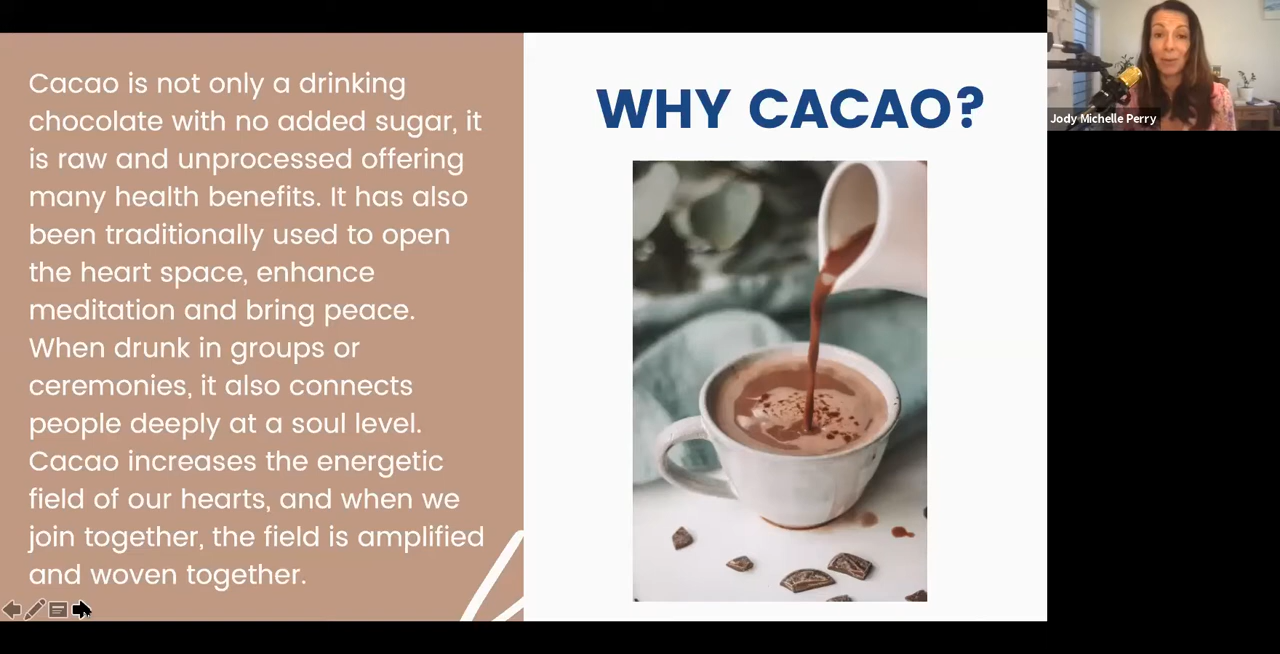 Cacao is not only a drinking
chocolate with no added sugar, it
is raw and unprocessed offering
many health benefits. It has also
been traditionally used to open
the heart space, enhance
meditation and bring peace.
When drunk in groups or
ceremonies, it also connects
people deeply at a soul level.
Cacao increases the energetic
field of our hearts, and when we
join together, the field is amplified
and woven together.
WHY CACAO?
Jody Michelle Perry